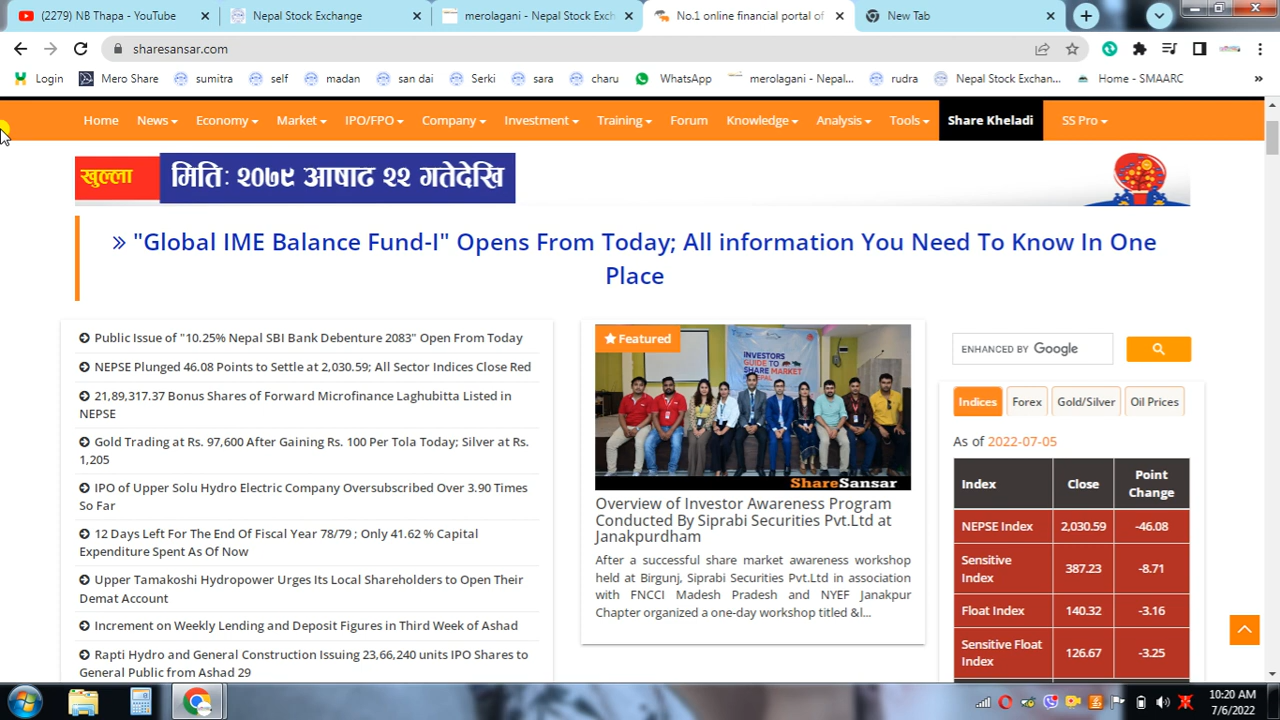 (2279) NB Thapa - YouTube
Nepal Stock Exchange
merolagani - Nepal Stock Exch
No.1 online financial portal of
New Tab
sharesansar.com
Login
Mero Share
sumitra
self
madan
san dai
Serki
sara
charu
WhatsApp
merolagani - Nepal...
rudra
Nepal Stock Exchan...
Home - SMAARC
»
Home
News
Economy
Market
IPO/FPO
Company
Investment
Training
Forum
Knowledge
Analysis
Tools
Share Kheladi
SS Pro
खुल्ला
मिति: २०७९ आषाट २२ गतेदेखि
» "Global IME Balance Fund-I" Opens From Today; All information You Need To Know In One
Place
Public Issue of "10.25% Nepal SBI Bank Debenture 2083" Open From Today
NEPSE Plunged 46.08 Points to Settle at 2,030.59; All Sector Indices Close Red
21,89,317.37 Bonus Shares of Forward Microfinance Laghubitta Listed in
NEPSE
Gold Trading at Rs. 97,600 After Gaining Rs. 100 Per Tola Today; Silver at Rs.
1,205
IPO of Upper Solu Hydro Electric Company Oversubscribed Over 3.90 Times
So Far
12 Days Left For The End Of Fiscal Year 78/79 ; Only 41.62 % Capital
Expenditure Spent As Of Now
Upper Tamakoshi Hydropower Urges Its Local Shareholders to Open Their
Demat Account
Increment on Weekly Lending and Deposit Figures in Third Week of Ashad
Rapti Hydro and General Construction Issuing 23,66,240 units IPO Shares to
General Public from Ashad 29
Featured
INVESTORS
GUIDE TO
SHARE MARKET
NEPAL
ShareSansar
Overview of Investor Awareness Program
Conducted By Siprabi Securities Pvt.Ltd at
Janakpurdham
After a successful share market awareness workshop
held at Birgunj, Siprabi Securities Pvt.Ltd in association
with FNCCI Madesh Pradesh and NYEF Janakpur
Chapter organized a one-day workshop titled &l...
ENHANCED BY Google
Indices
Forex
Gold/Silver
Oil Prices
As of 2022-07-05
Index Close Point
Change
NEPSE Index 2,030.59 -46.08
Sensitive
Index 387.23 -8.71
Float Index 140.32 -3.16
Sensitive Float
Index 126.67 -3.25
10:20 AM
7/6/2022